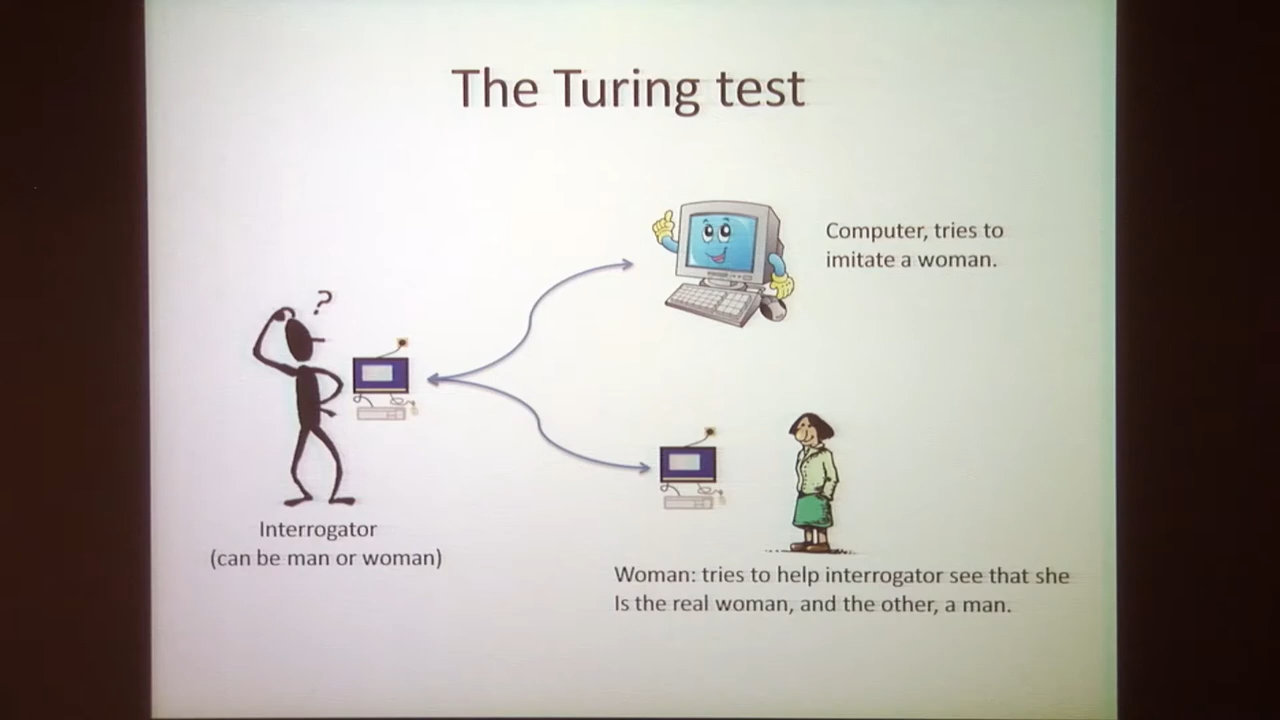 The Turing test
Computer, tries to
imitate a woman.
?
Interrogator
(can be man or woman)
Woman: tries to help interrogator see that she
Is the real woman, and the other, a man.